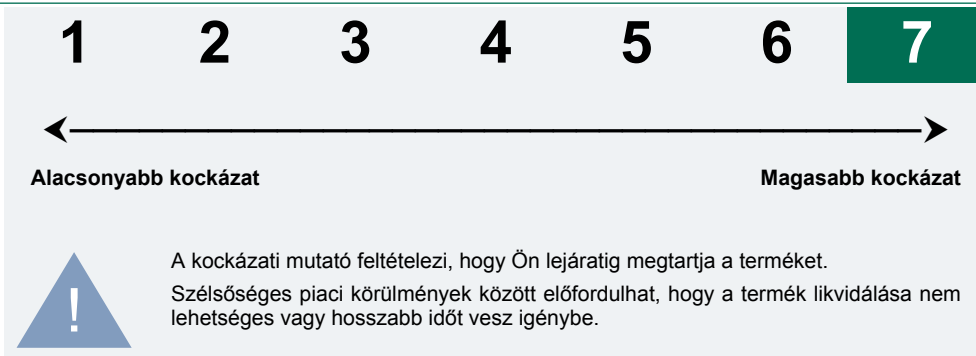 1 2 3 4 5 6 7
Alacsonyabb kockázat Magasabb kockázat
A kockázati mutató feltételezi, hogy Ön lejáratig megtartja a terméket.
Szélsőséges piaci körülmények között előfordulhat, hogy a termék likvidálása nem
lehetséges vagy hosszabb időt vesz igénybe.
!